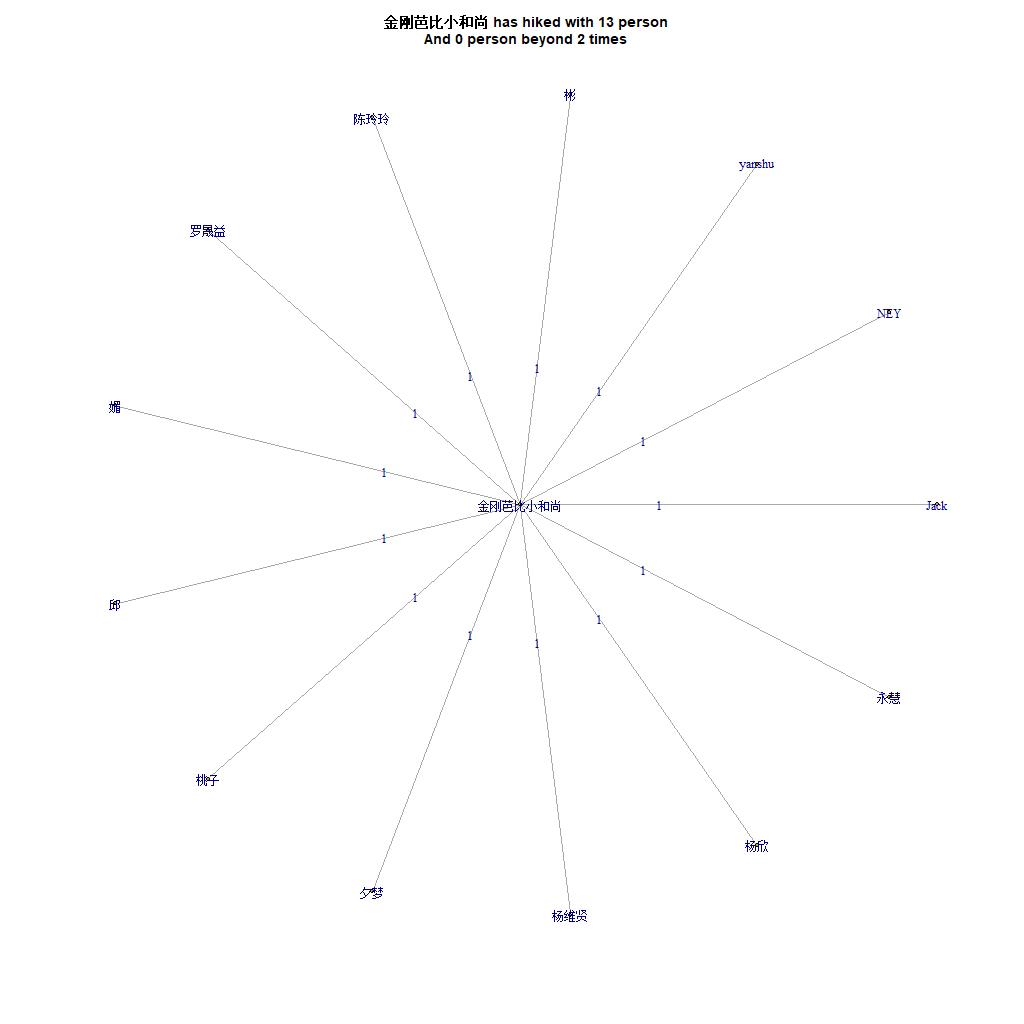 金刚芭比小和尚 has hiked with 13 person
And 0 person beyond 2 times
彬
陈玲玲
yanshu
罗晟益
NEY
1
1
1
媚
1
1
1
金刚芭比小和尚
1
Jack
1
1
邱
1
1
1
1
永慧
桃子
杨欣
夕梦
杨维贤